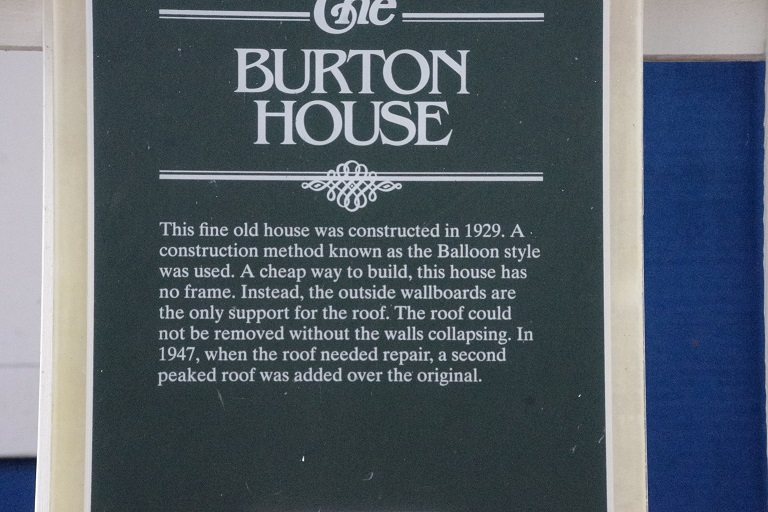 The
BURTON
HOUSE
This fine old house was constructed in 1929. A
construction method known as the Balloon style
was used. A cheap way to build, this house has
no frame. Instead, the outside wallboards are
the only support for the roof. The roof could
not be removed without the walls collapsing. In
1947, when the roof needed repair, a second
peaked roof was added over the original.